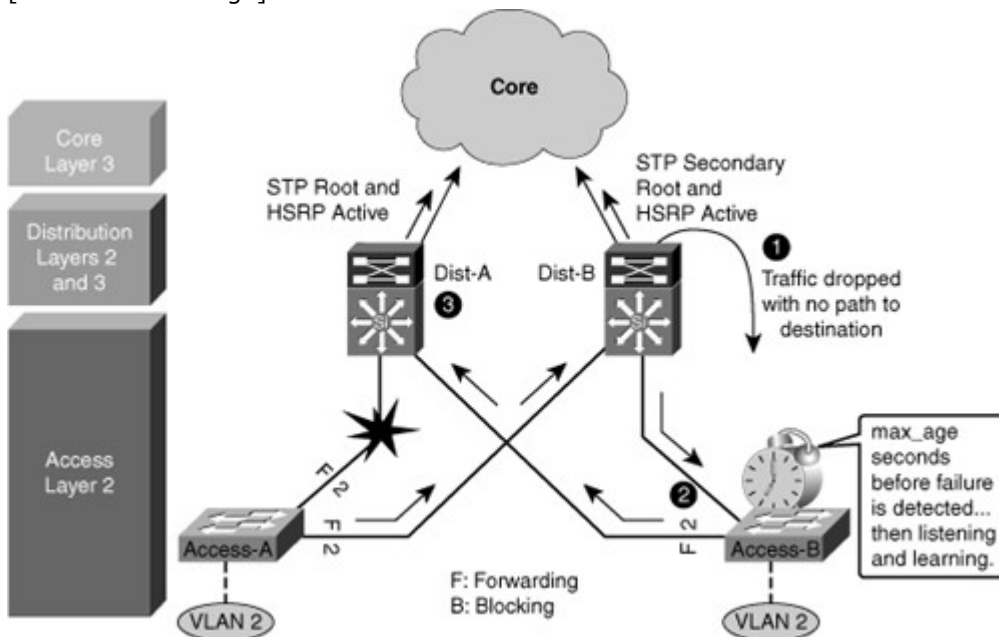 Core
Core
Layer 3
STP Root and
HSRP Active
STP Secondary
Root and
HSRP Active
Distribution
Layers 2
and 3
Dist-A
Dist-B
1
Traffic dropped
with no path to
destination
3
Access
Layer 2
F 2
F 2
2
F 2
max_age
seconds
before failure
is detected...
then listening
and learning.
Access-A
Access-B
F: Forwarding
B: Blocking
VLAN 2
VLAN 2